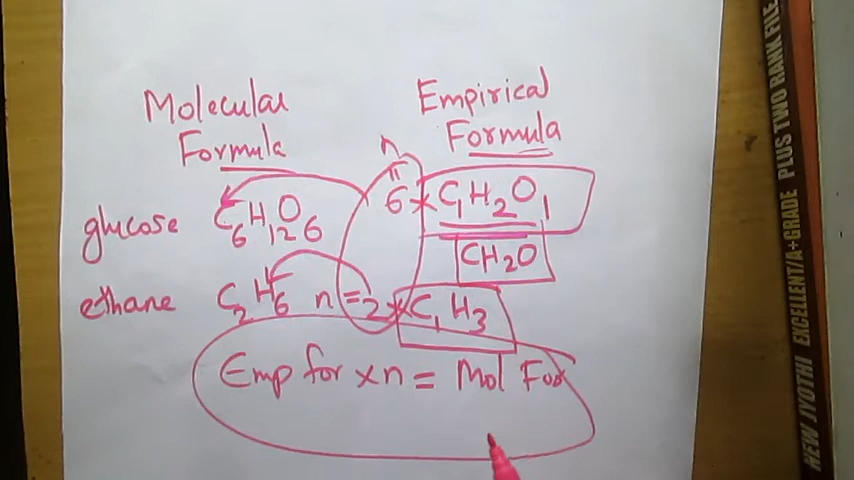 Molecular Formula
Empirical Formula
n
=
glucose C6H12O6 6 × C1H2O1
CH2O
ethane C2H6 n = 2 × C1H3
Emp for × n = Mol For
NEW JYOTHI EXCELLENT/A+GRADE PLUS TWO RANK FILE